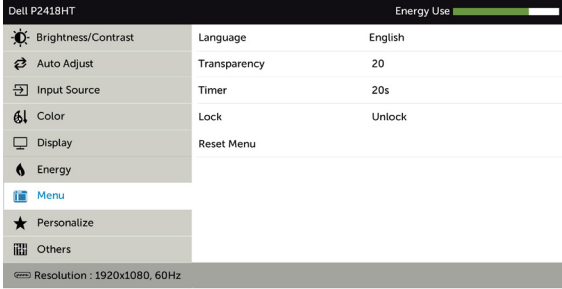 Dell P2418HT Energy Use
Brightness/Contrast Language English
Auto Adjust Transparency 20
Input Source Timer 20s
Color Lock Unlock
Display Reset Menu
Energy
Menu
Personalize
Others
Resolution : 1920x1080, 60Hz